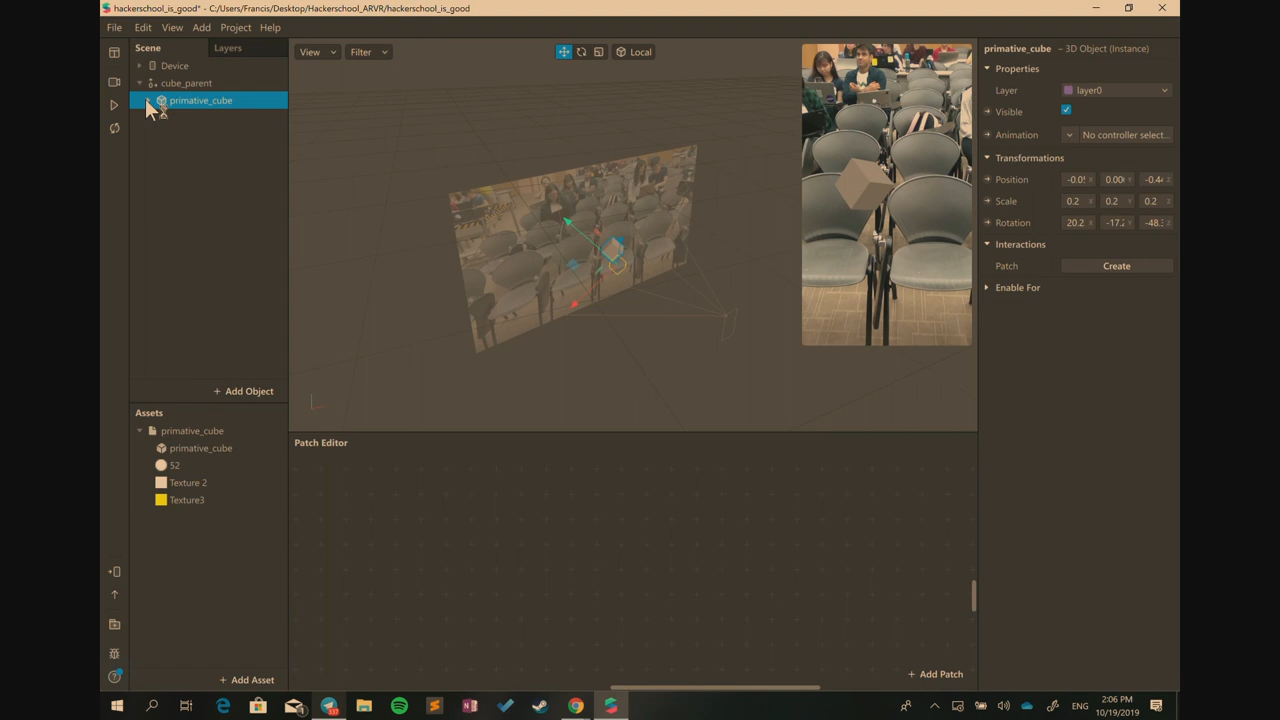 hackerschool_is_good* - C:/Users/Francis/Desktop/Hackerschool_ARVR/hackerschool_is_good
File Edit View Add Project Help
Scene Layers
Device
cube_parent
primative_cube
+ Add Object
Assets
primative_cube
primative_cube
52
Texture 2
Texture3
+ Add Asset
View Filter Local
Patch Editor
+ Add Patch
primative_cube – 3D Object (Instance)
Properties
Layer layer0
Visible
Animation No controller select...
Transformations
Position X Y Z
Scale 0.2 X 0.2 Y 0.2 Z
Rotation 20.2 X Y Z
Interactions
Patch Create
Enable For
ENG 2:06 PM
10/19/2019